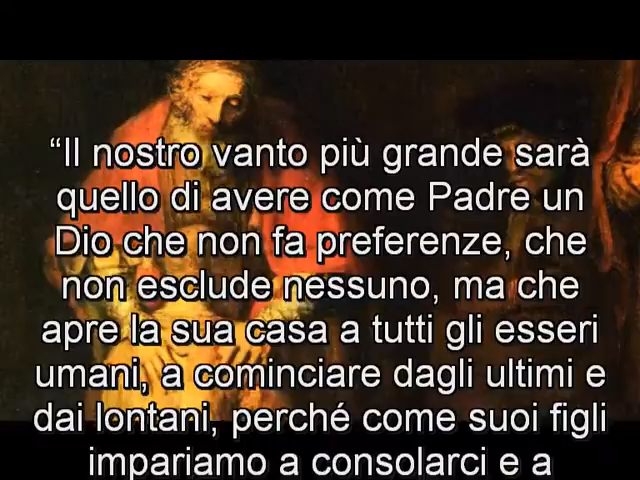 “Il nostro vanto più grande sarà
quello di avere come Padre un
Dio che non fa preferenze, che
non esclude nessuno, ma che
apre la sua casa a tutti gli esseri
umani, a cominciare dagli ultimi e
dai lontani, perché come suoi figli
impariamo a consolarci e a